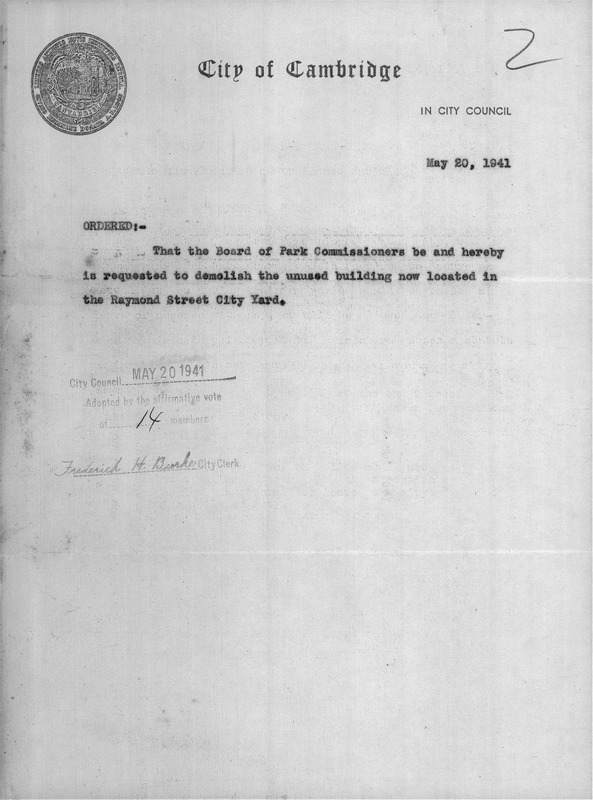 2
City of Cambridge
IN CITY COUNCIL
May 20, 1941
ORDERED:-
That the Board of Park Commissioners be and hereby
is requested to demolish the unused building now located in
the Raymond Street City Yard.
City Council MAY 20 1941
Adopted by the affirmative vote
of 14 members
Frederick H. Burke City Clerk